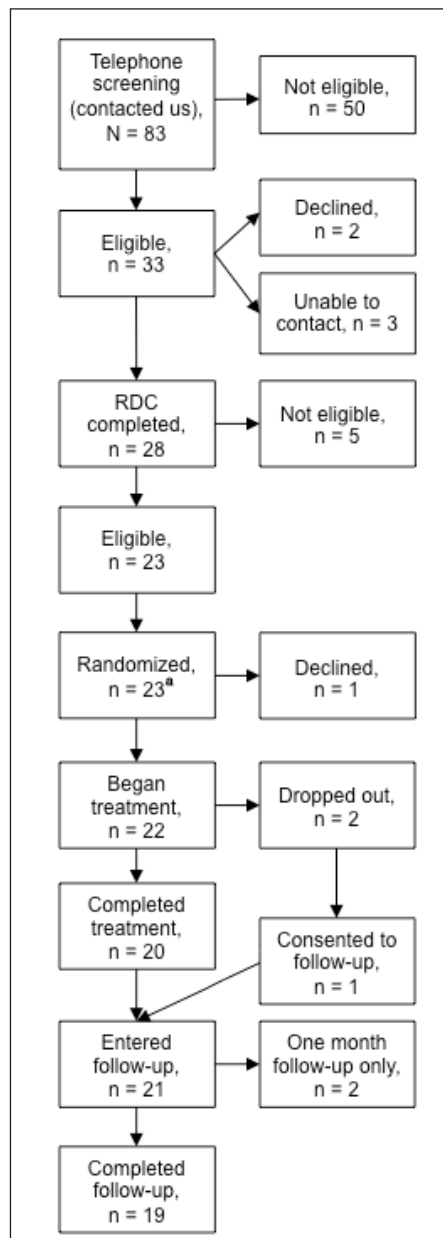 Telephone
screening
(contacted us),
N = 83
Not eligible,
n = 50
Eligible,
n = 33
Declined,
n = 2
Unable to
contact, n = 3
RDC
completed,
n = 28
Not eligible,
n = 5
Eligible,
n = 23
Randomized,
n = 23ª
Declined,
n = 1
Began
treatment,
n = 22
Dropped out,
n = 2
Completed
treatment,
n = 20
Consented to
follow-up,
n = 1
Entered
follow-up,
n = 21
One month
follow-up only,
n = 2
Completed
follow-up,
n = 19